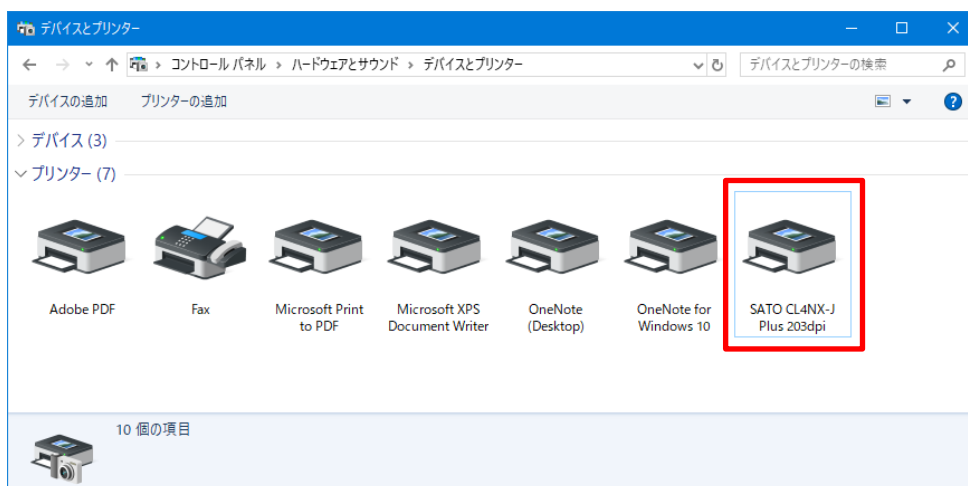 デバイスとプリンター
コントロール パネル › ハードウェアとサウンド › デバイスとプリンター
デバイスとプリンターの検索
デバイスの追加 プリンターの追加
デバイス (3)
プリンター (7)
Adobe PDF
Fax
Microsoft Print
to PDF
Microsoft XPS
Document Writer
OneNote
(Desktop)
OneNote for
Windows 10
SATO CL4NX-J
Plus 203dpi
10 個の項目